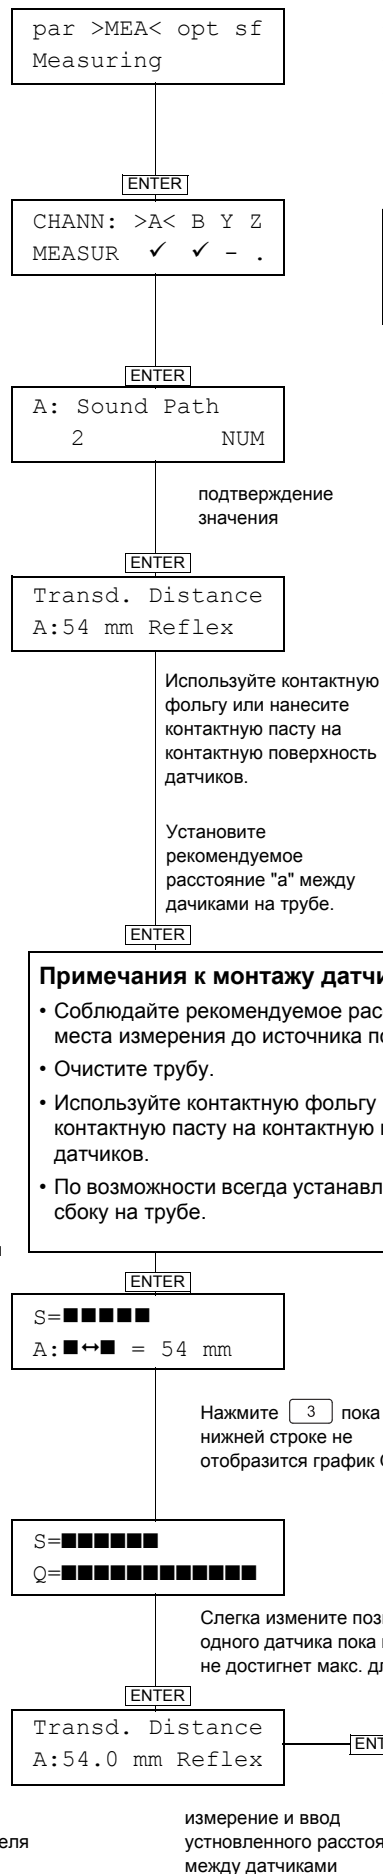 par >MEA< opt sf
Measuring
ENTER
CHANN: >A< B Y Z
MEASUR ✓ ✓ - .
ENTER
A: Sound Path
2 NUM
подтверждение
значения
ENTER
Transd. Distance
A:54 mm Reflex
Используйте контактную
фольгу или нанесите
контактную пасту на
контактную поверхность
датчиков.
Установите
рекомендуемое
расстояние "a" между
дачиками на трубе.
ENTER
Примечания к монтажу датчи
• Соблюдайте рекомендуемое рас
места измерения до источника по
• Очистите трубу.
• Используйте контактную фольгу
контактную пасту на контактную
датчиков.
• По возможности всегда устанавл
сбоку на трубе.
ENTER
S=■■■■■
A:■↔■ = 54 mm
Нажмите 3 пока
нижней строке не
отобразится график
S=■■■■■■
Q=■■■■■■■■■■■■
Слегка измените пози
одного датчика пока
не достигнет макс. дл
ENTER
Transd. Distance
A:54.0 mm Reflex
ENT
измерение и ввод
устновленного расстоя
между датчиками
еля